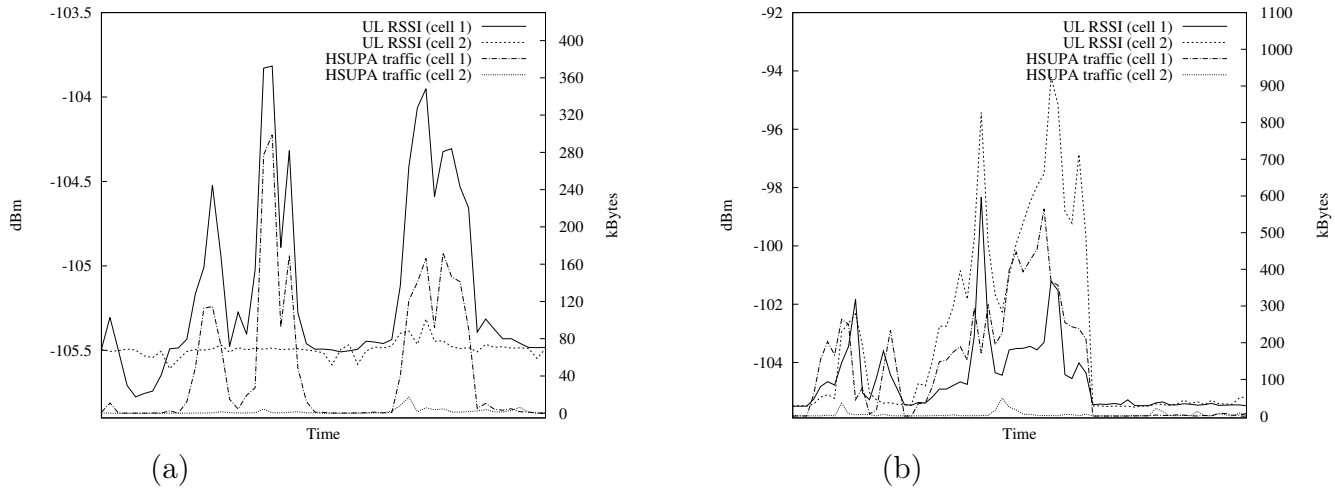 -103.5
-104
-104.5
-105
-105.5
dBm
UL RSSI (cell 1)
UL RSSI (cell 2)
HSUPA traffic (cell 1)
HSUPA traffic (cell 2)
400
360
320
280
240
200
160
120
80
40
0
kBytes
Time
(a)
-92
-94
-96
-98
-100
-102
-104
dBm
UL RSSI (cell 1)
UL RSSI (cell 2)
HSUPA traffic (cell 1)
HSUPA traffic (cell 2)
1100
1000
900
800
700
600
500
400
300
200
100
0
kBytes
Time
(b)